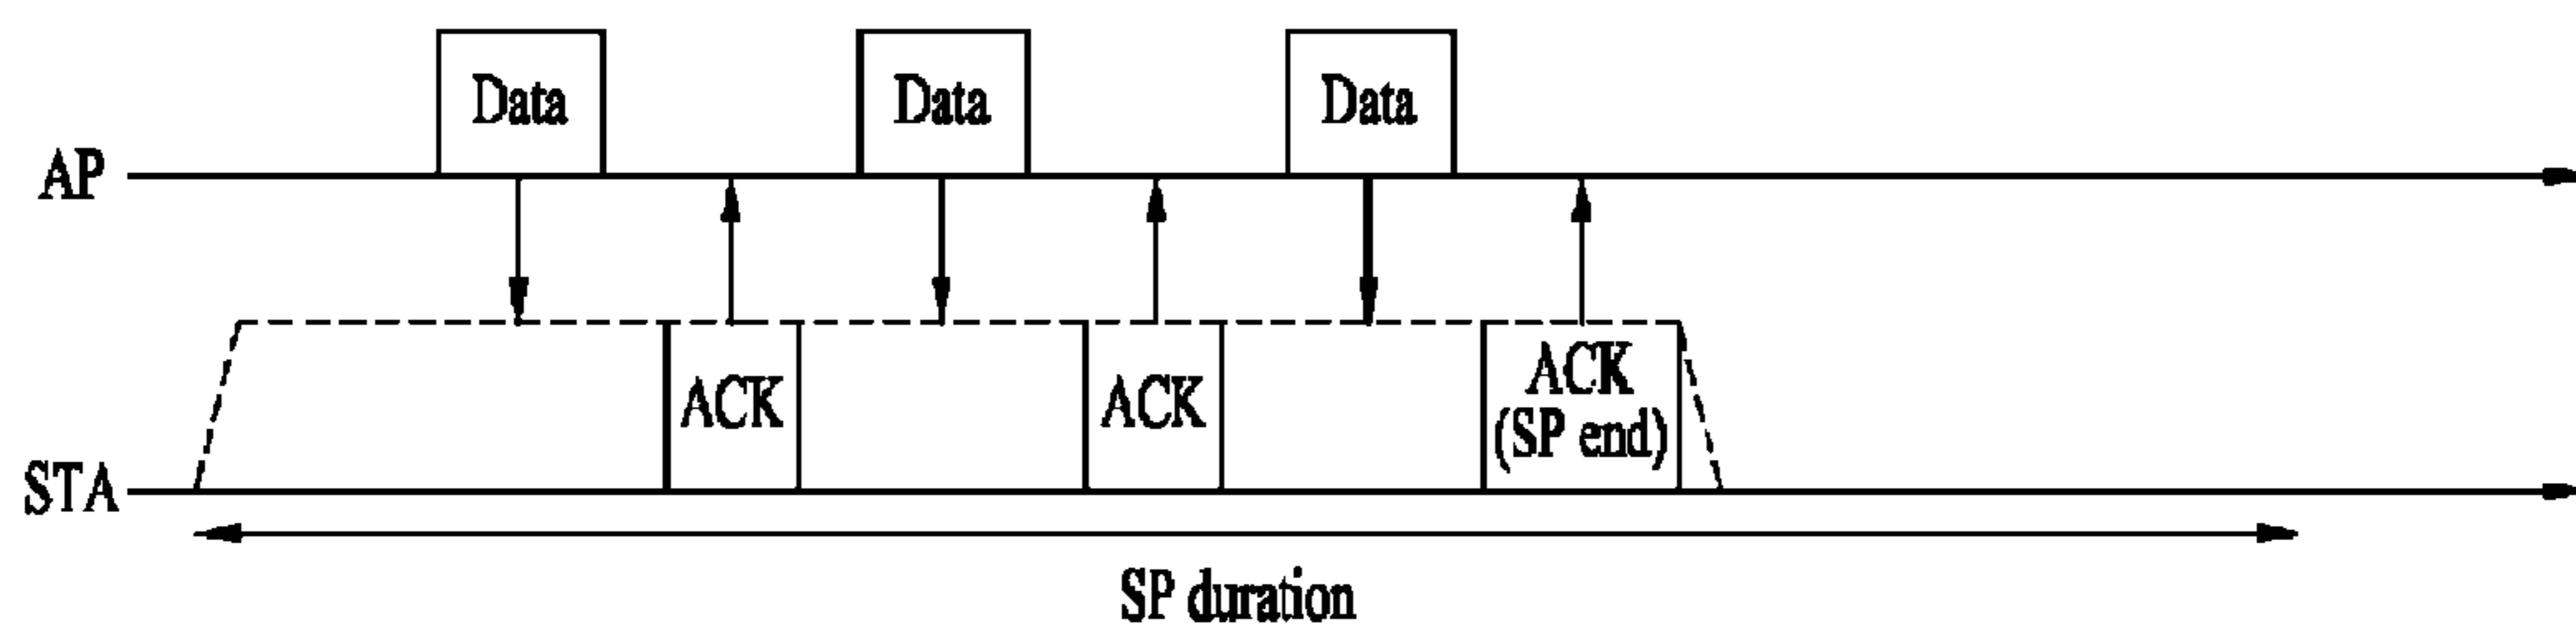 Data
Data
Data
AP
ACK
ACK
ACK
(SP end)
STA
SP duration